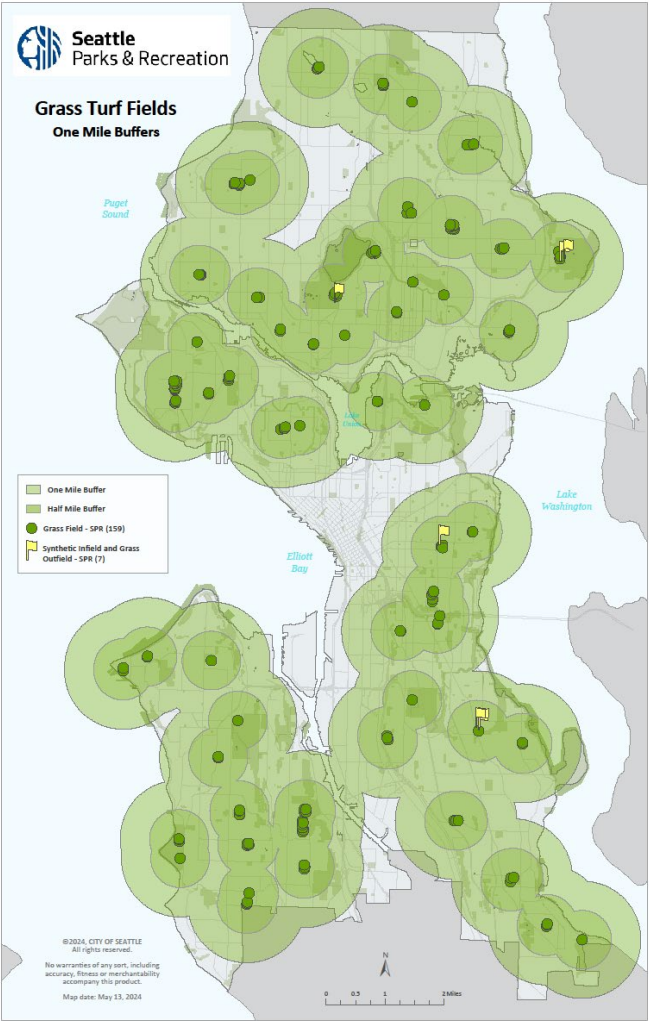 Seattle
Parks & Recreation
Grass Turf Fields
One Mile Buffers
Puget
Sound
Lake
Union
One Mile Buffer
Half Mile Buffer
Grass Field - SPR (159)
Synthetic Infield and Grass
Outfield - SPR (7)
Lake
Washington
Elliott
Bay
©2024, CITY OF SEATTLE
All rights reserved.
No warranties of any sort, including
accuracy, fitness or merchantability
accompany this product.
Map date: May 13, 2024
N
0 0.5 1 2 Miles